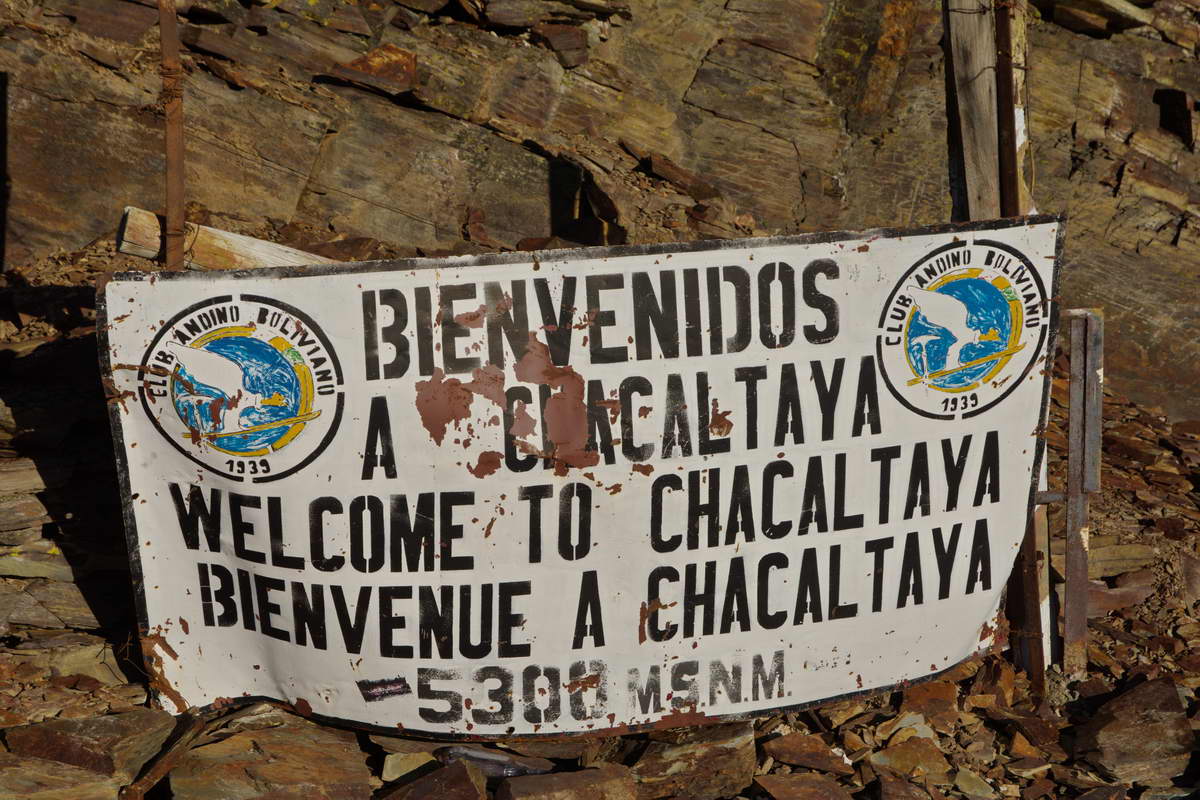 BIENVENIDOS
A CHACALTAYA
WELCOME TO CHACALTAYA
BIENVENUE A CHACALTAYA
5300 M.S.N.M.
CLUB ANDINO BOLIVIANO
1939
CLUB ANDINO BOLIVIANO
1939